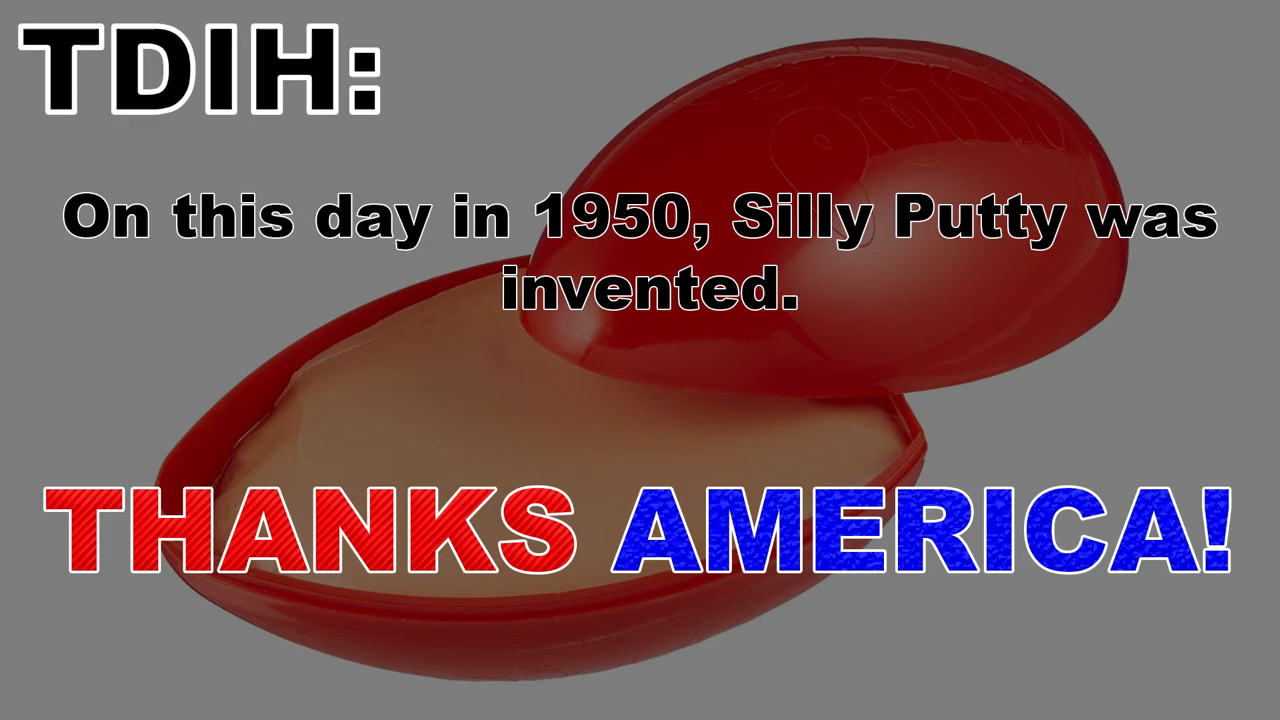 TDIH:
On this day in 1950, Silly Putty was
invented.
THANKS AMERICA!